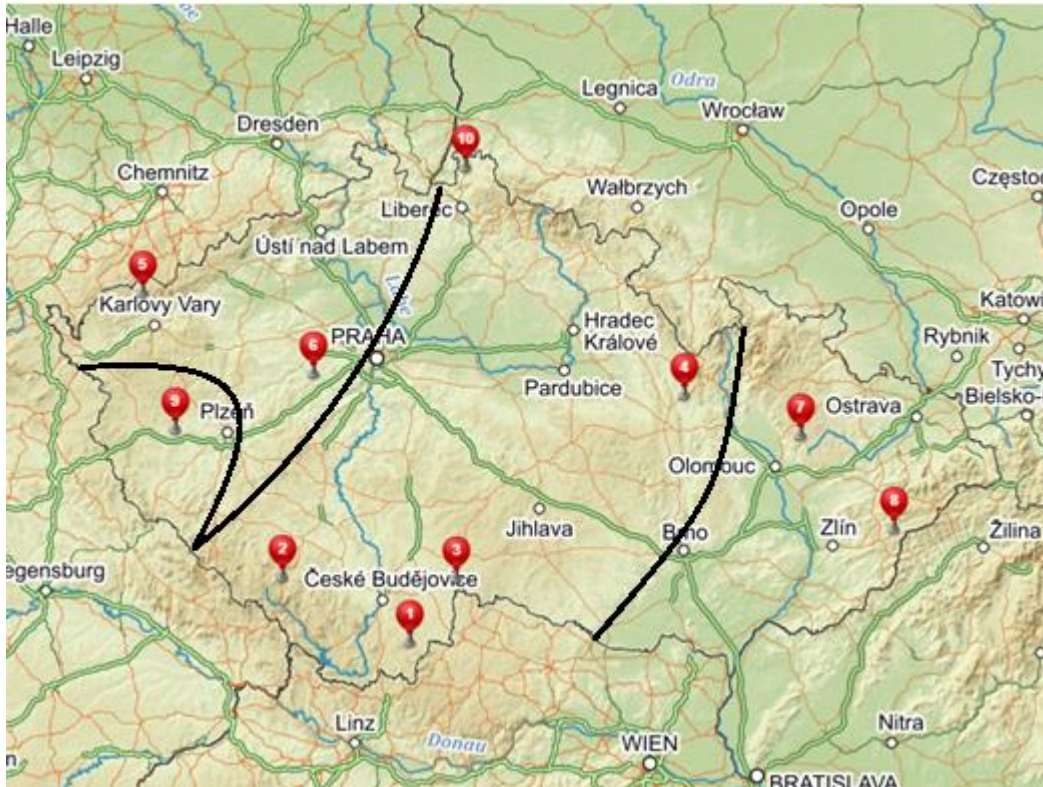 Halle
Leipzig
Dresden
Legnica
Odra
Wrocław
Chemnitz
10
Liberec
Wałbrzych
Często
Opole
Ústí nad Labem
5
Karlovy Vary
Labe
6
PRAHA
Hradec
Králové
Pardubice
4
Katowi
Rybnik
Tychy
Bielsko-
9
Plzeň
7
Ostrava
Olomouc
8
Jihlava
Brno
Zlín
Žilina
2
3
České Budějovice
egensburg
1
Linz
Donau
WIEN
Nitra
BRATISLAVA
n